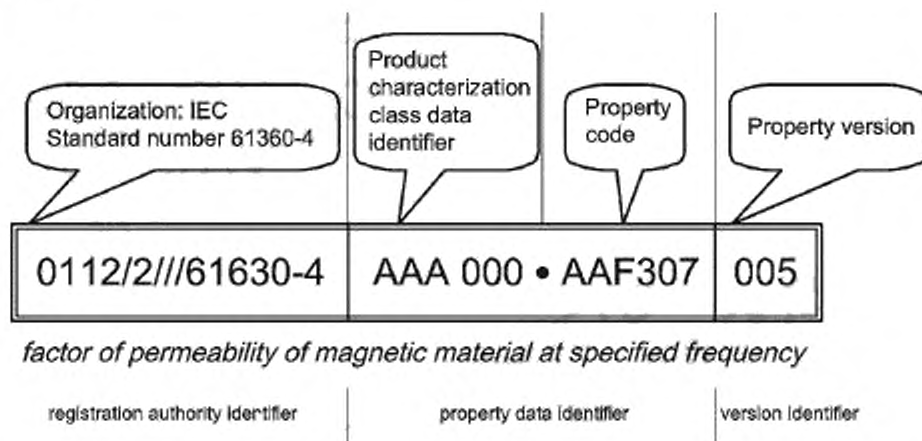 Organization: IEC
Standard number 61360-4
Product
characterization
class data
identifier
Property
code
Property version
0112/2///61630-4 AAA 000 • AAF307 005
factor of permeability of magnetic material at specified frequency
registration authority identifier property data identifier version identifier